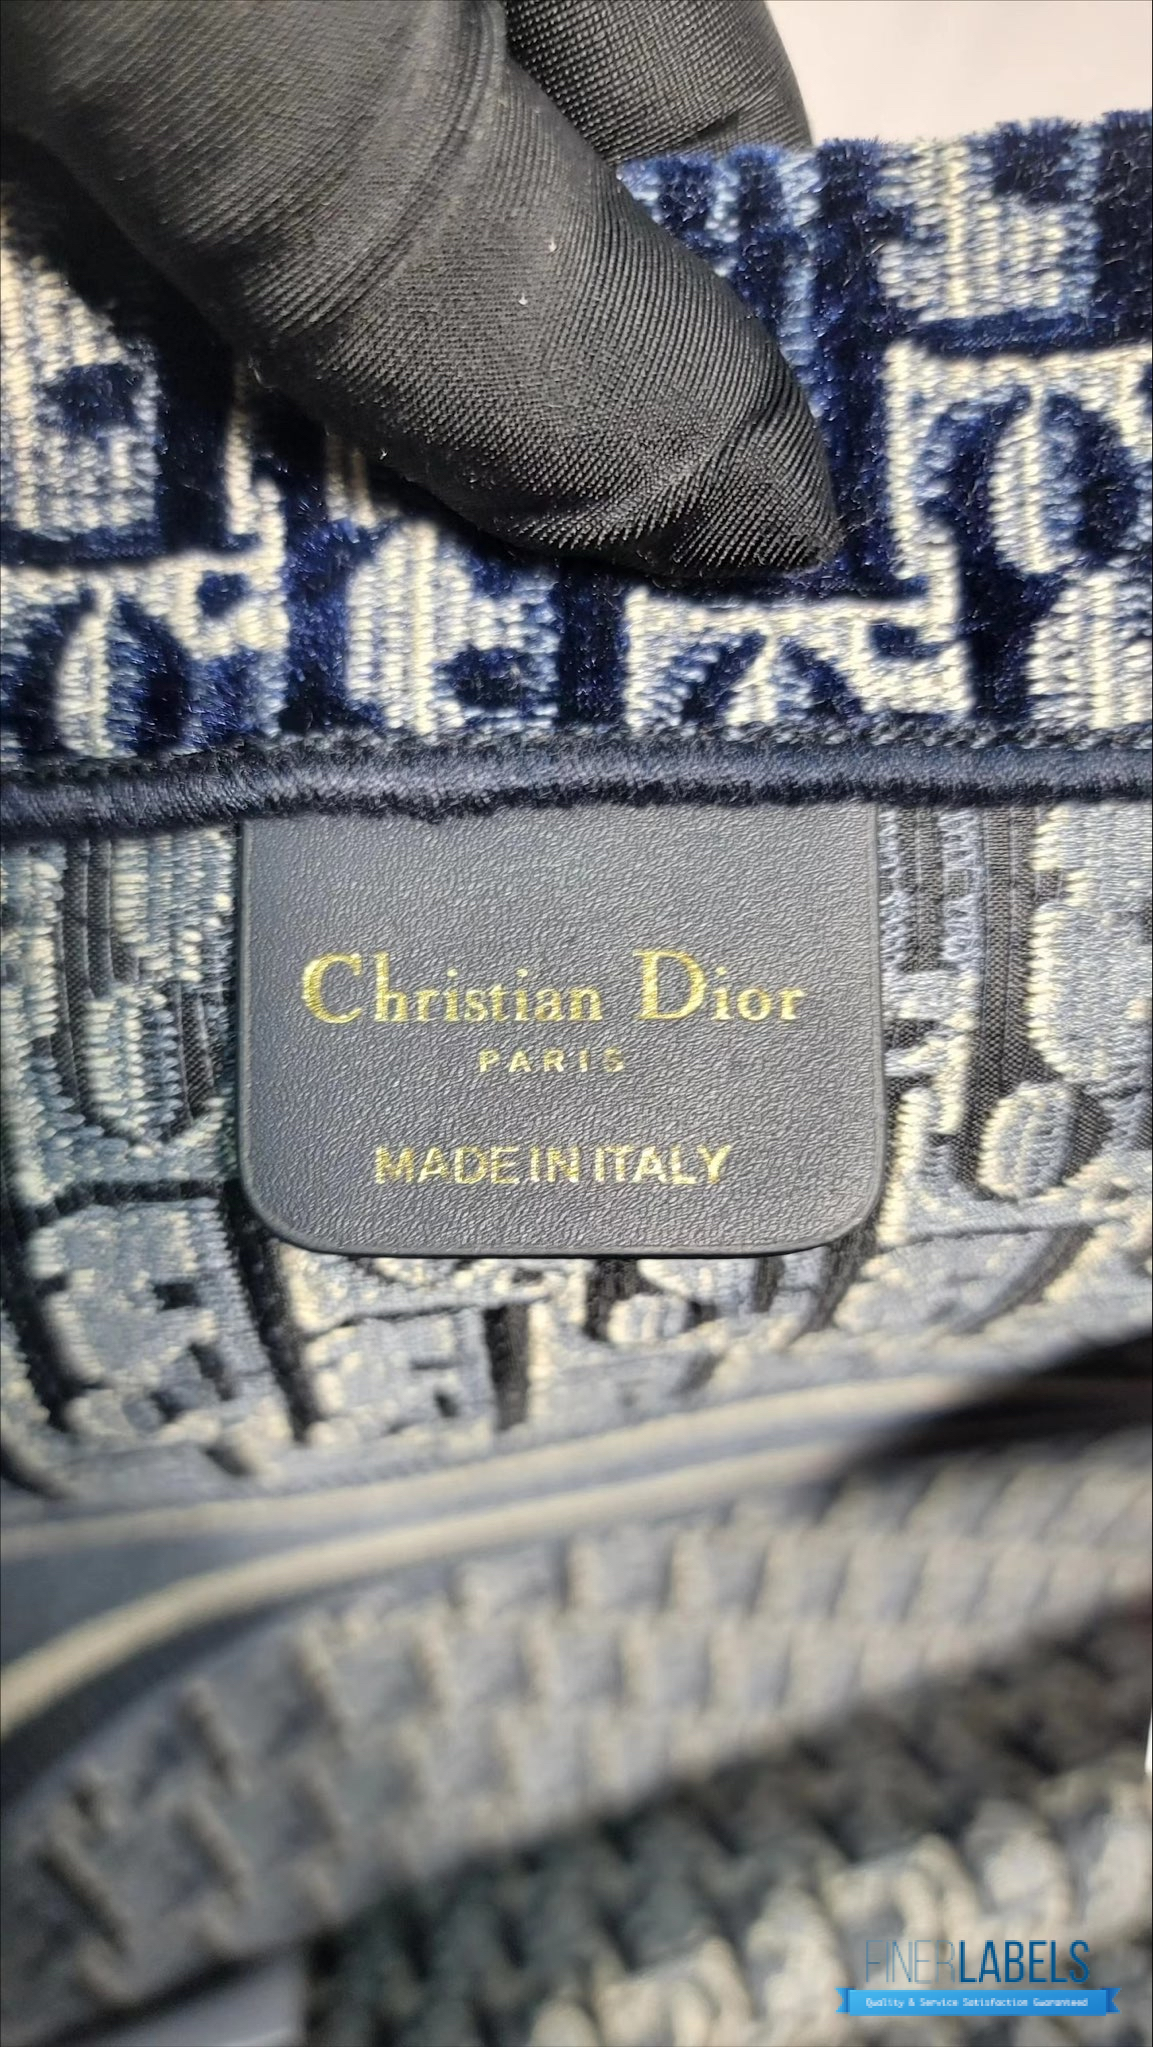 Christian Dior
PARIS
MADE IN ITALY
FINERLABELS
Quality & Service Satisfaction Guaranteed